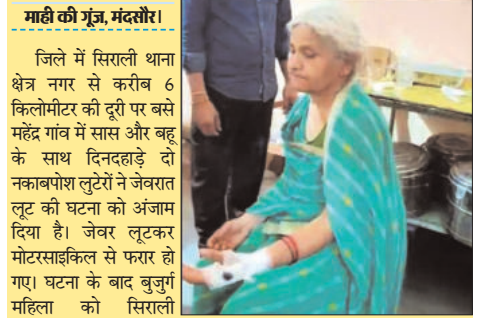 माही की गूंज, मंदसौर।
जिले में सिराली थाना
क्षेत्र नगर से करीब 6
किलोमीटर की दूरी पर बसे
महेंद्र गांव में सास और बहू
के साथ दिनदहाड़े दो
नकाबपोश लुटेरों ने जेवरात
लूट की घटना को अंजाम
दिया है। जेवर लूटकर
मोटरसाइकिल से फरार हो
गए। घटना के बाद बुजुर्ग
महिला को सिराली